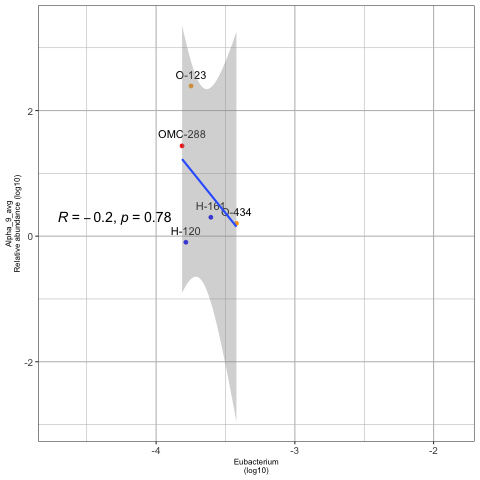 Alpha_9_avg
Relative abundance (log10)
2
0
-2
O-123
OMC-288
H-161
O-434
R = −0.2, p = 0.78
H-120
-4
-3
-2
Eubacterium
(log10)